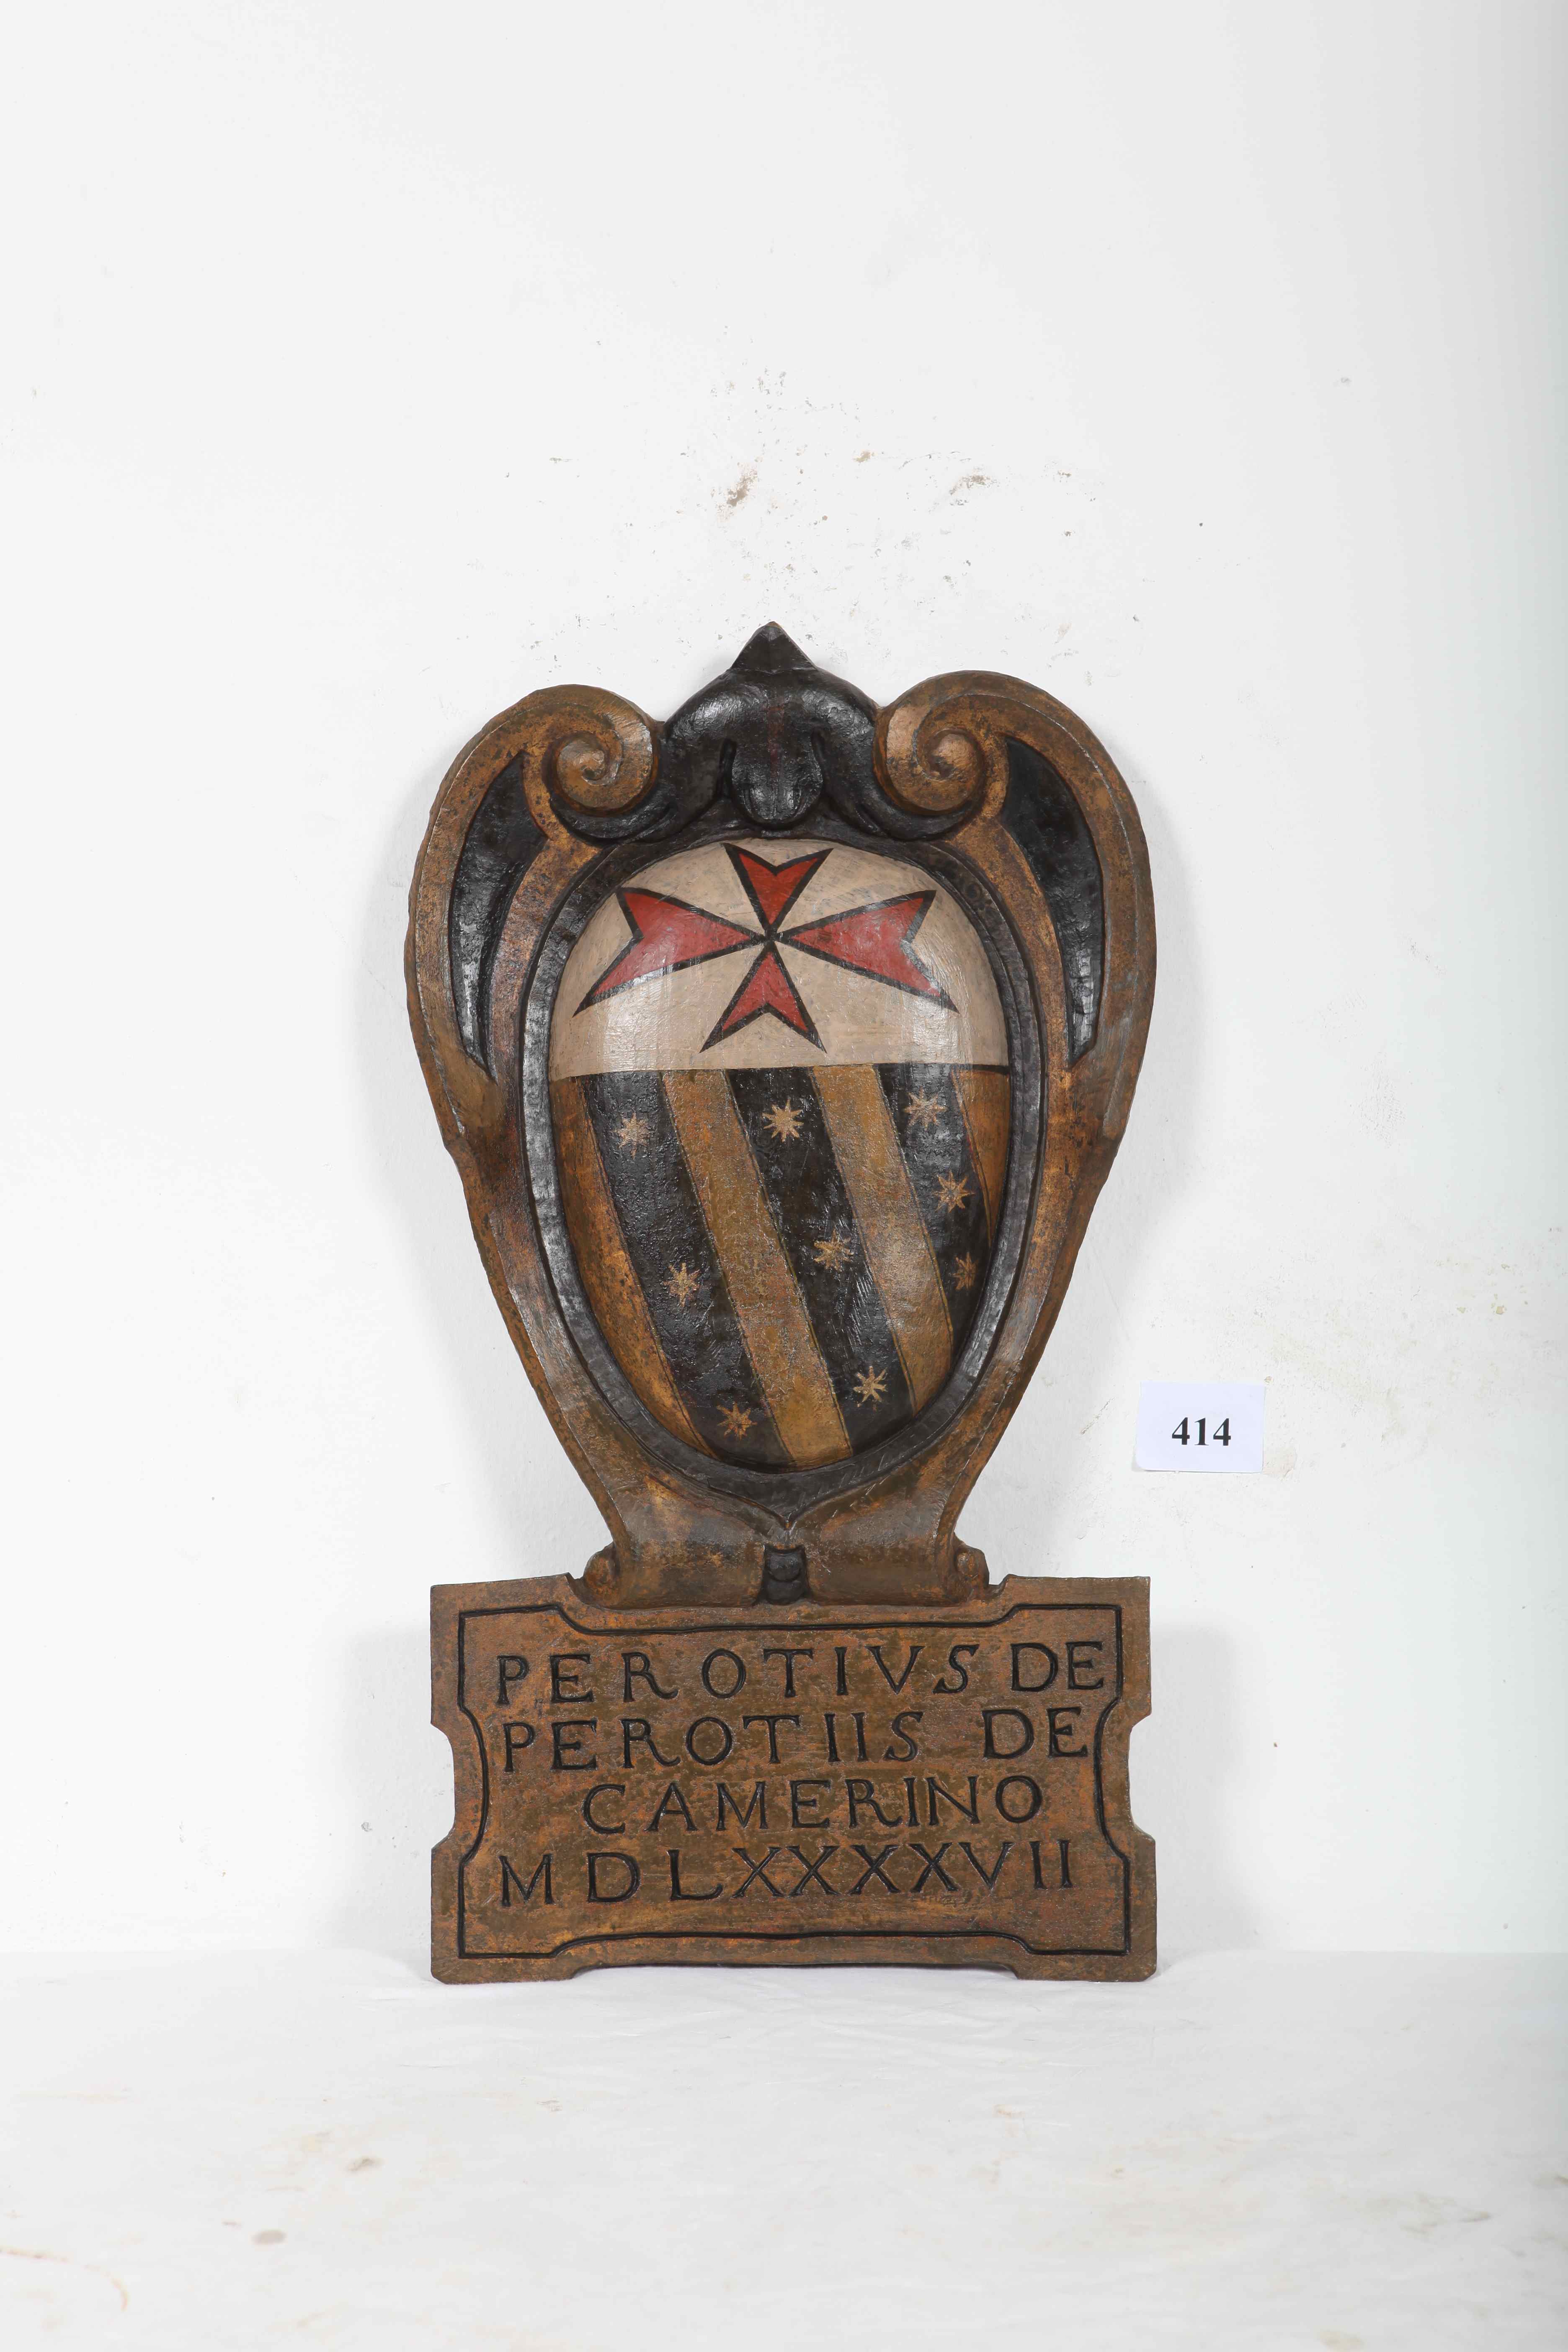 414
PEROTIVS DE
PEROTIIS DE
CAMERINO
MDLXXXXVII